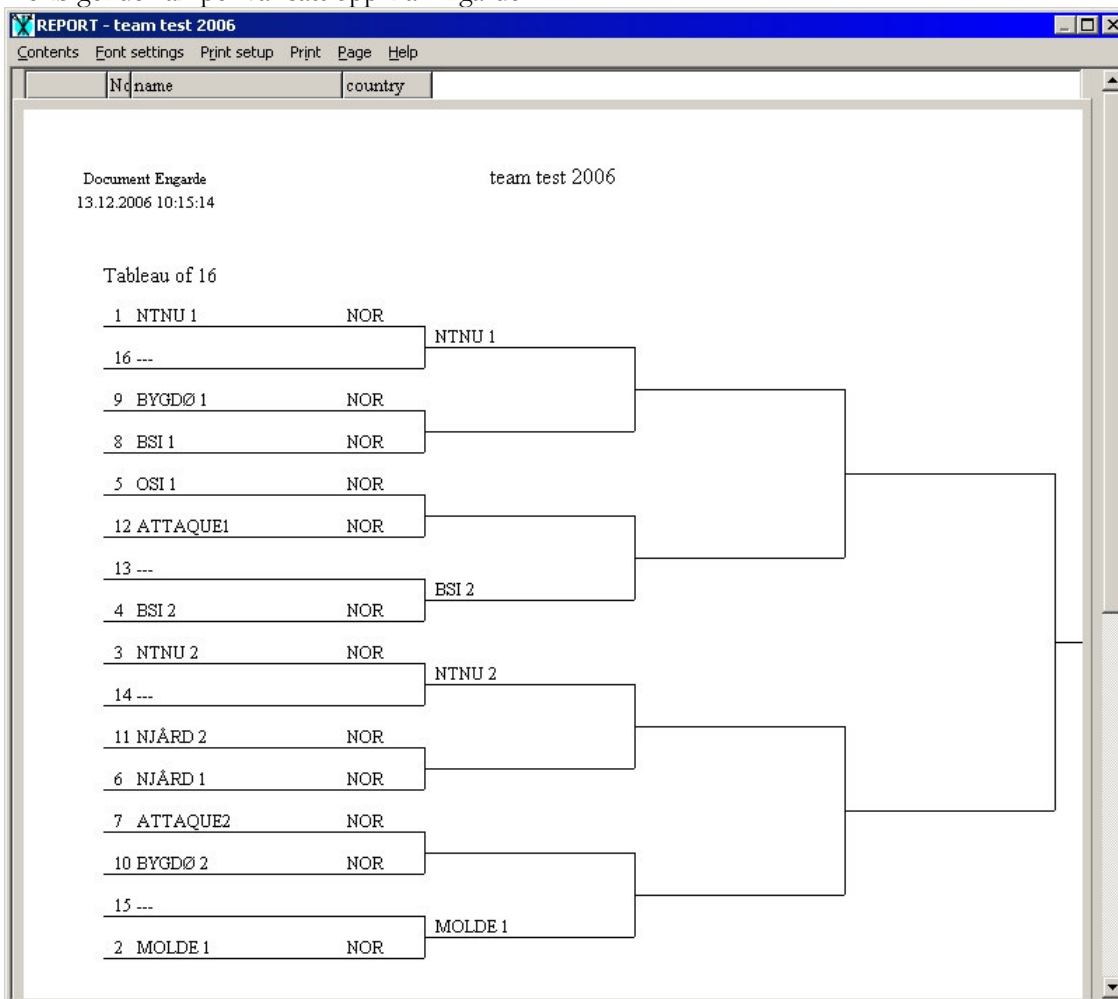 REPORT - team test 2006
Contents Font settings Print setup Print Page Help
No name country
Document Engarde team test 2006
13.12.2006 10:15:14
Tableau of 16
1 NTNU 1 NOR
NTNU 1
16 ---
9 BYGDØ 1 NOR
8 BSI 1 NOR
5 OSI 1 NOR
12 ATTAQUE1 NOR
13 ---
BSI 2
4 BSI 2 NOR
3 NTNU 2 NOR
NTNU 2
14 ---
11 NJÅRD 2 NOR
6 NJÅRD 1 NOR
7 ATTAQUE2 NOR
10 BYGDØ 2 NOR
15 ---
MOLDE 1
2 MOLDE 1 NOR